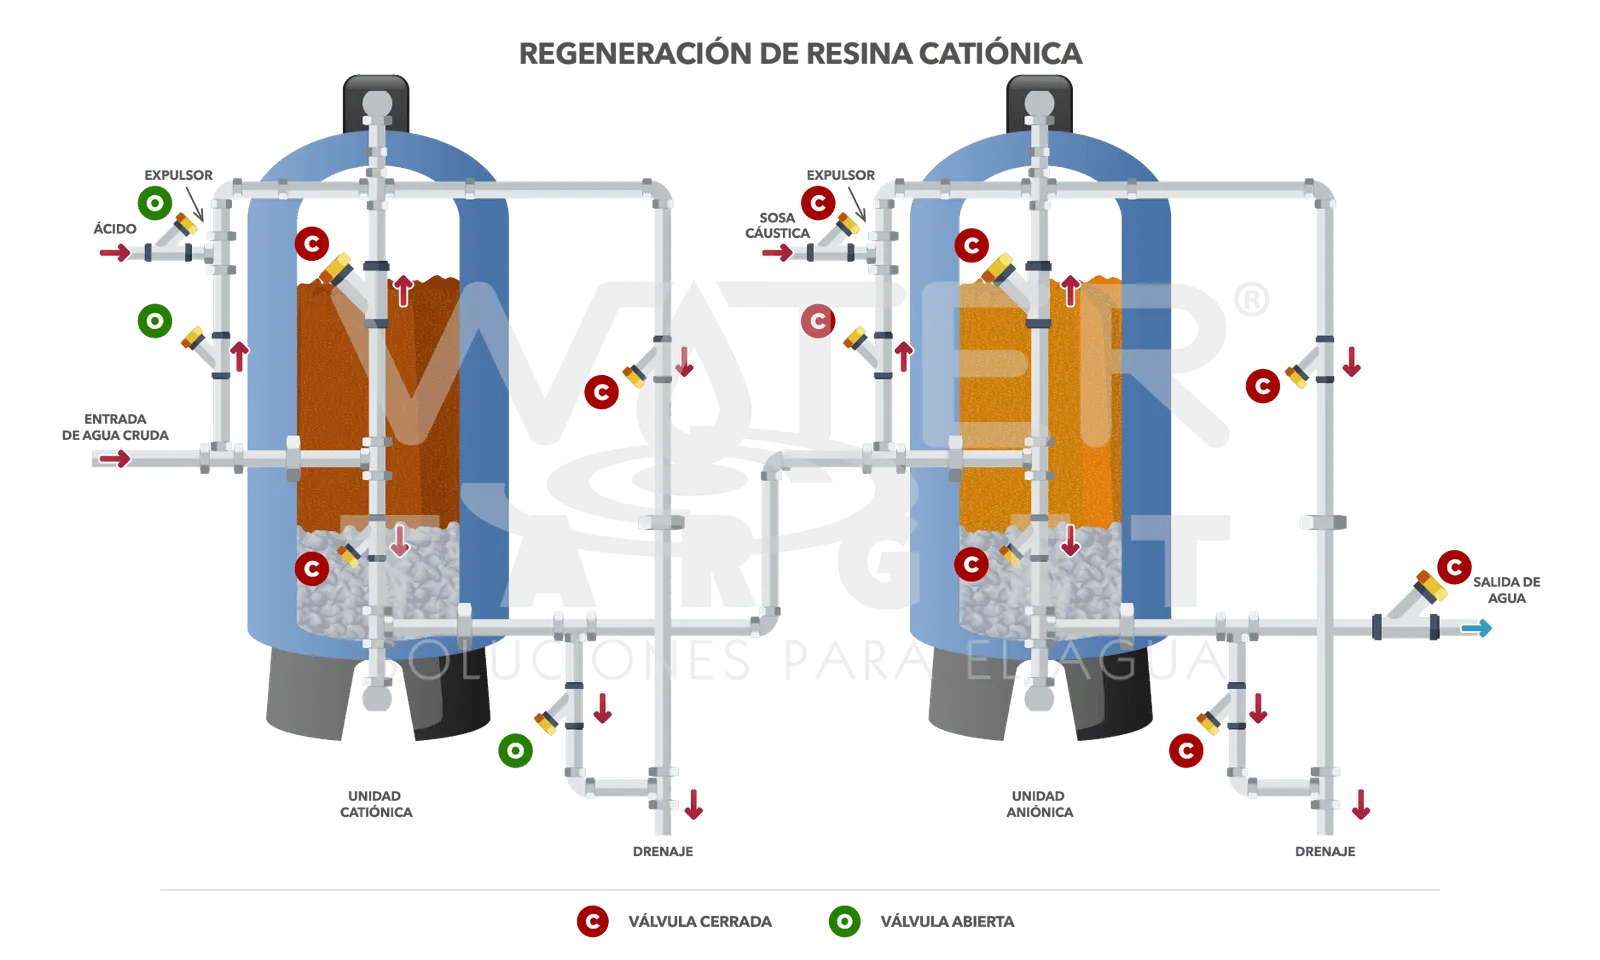 REGENERACIÓN DE RESINA CATIÓNICA
EXPULSOR
O
ÁCIDO
C
O
C
ENTRADA
DE AGUA CRUDA
C
O
UNIDAD
CATIÓNICA
DRENAJE
EXPULSOR
C
SOSA
CÁUSTICA
C
C
C
C
C
SALIDA DE
AGUA
C
UNIDAD
ANIÓNICA
DRENAJE
WATER®
TARGET
SOLUCIONES PARA EL AGUA
C VÁLVULA CERRADA
O VÁLVULA ABIERTA